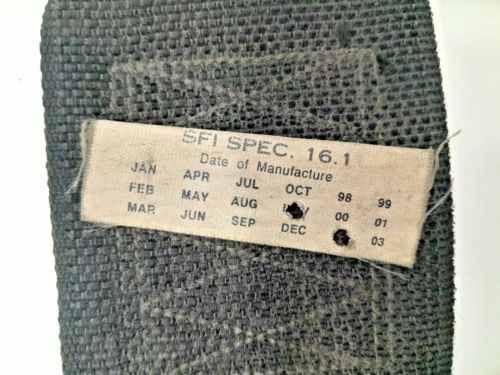 SFI SPEC. 16.1
Date of Manufacture
JAN APR JUL OCT 98 99
FEB MAY AUG 00 01
MAR JUN SEP DEC 03